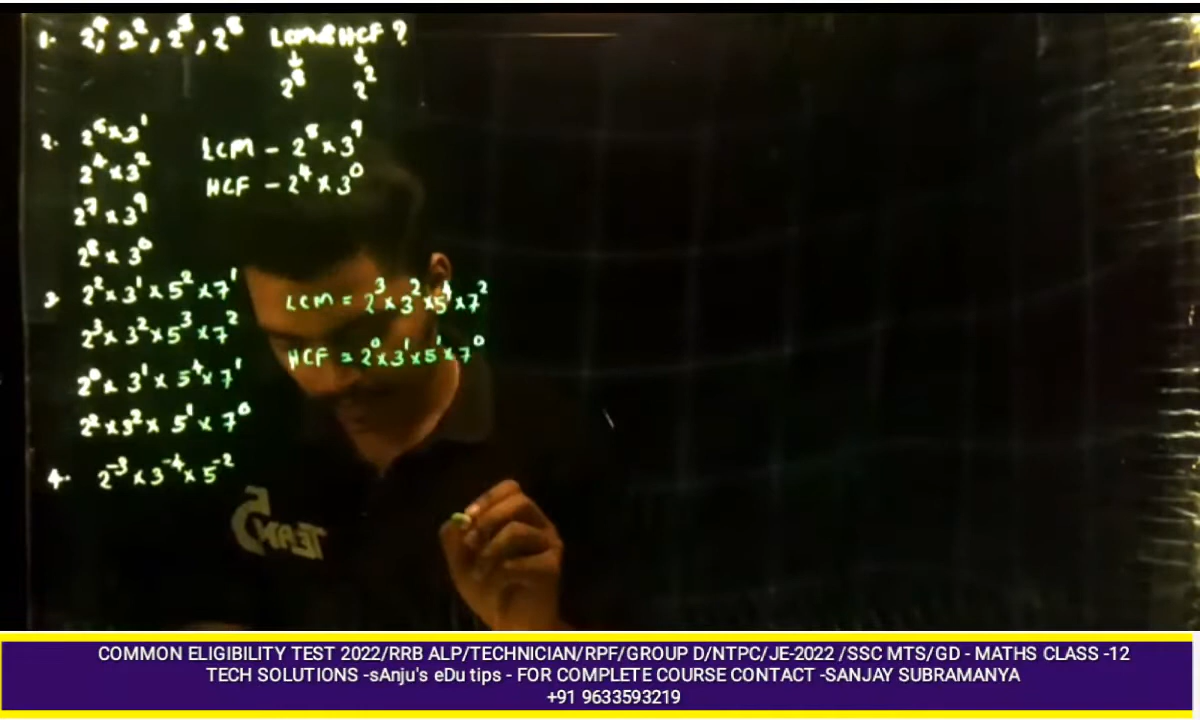 1. 2⁴, 2², 2³, 2⁸ LCM & HCF ?
↓ ↓
2⁸ 2²
2. 2⁵ × 3¹
2⁴ × 3²
2⁷ × 3⁹
2⁸ × 3⁰
LCM - 2⁸ × 3⁹
HCF - 2⁴ × 3⁰
3. 2² × 3¹ × 5² × 7¹
2³ × 3² × 5³ × 7²
2⁰ × 3¹ × 5⁴ × 7¹
2² × 3² × 5¹ × 7⁰
LCM = 2³ × 3² × 5⁴ × 7²
HCF = 2⁰ × 3¹ × 5¹ × 7⁰
4. 2⁻³ × 3⁻⁴ × 5⁻²
TEAM
COMMON ELIGIBILITY TEST 2022/RRB ALP/TECHNICIAN/RPF/GROUP D/NTPC/JE-2022 /SSC MTS/GD - MATHS CLASS -12
TECH SOLUTIONS -sAnju's eDu tips - FOR COMPLETE COURSE CONTACT -SANJAY SUBRAMANYA
+91 9633593219